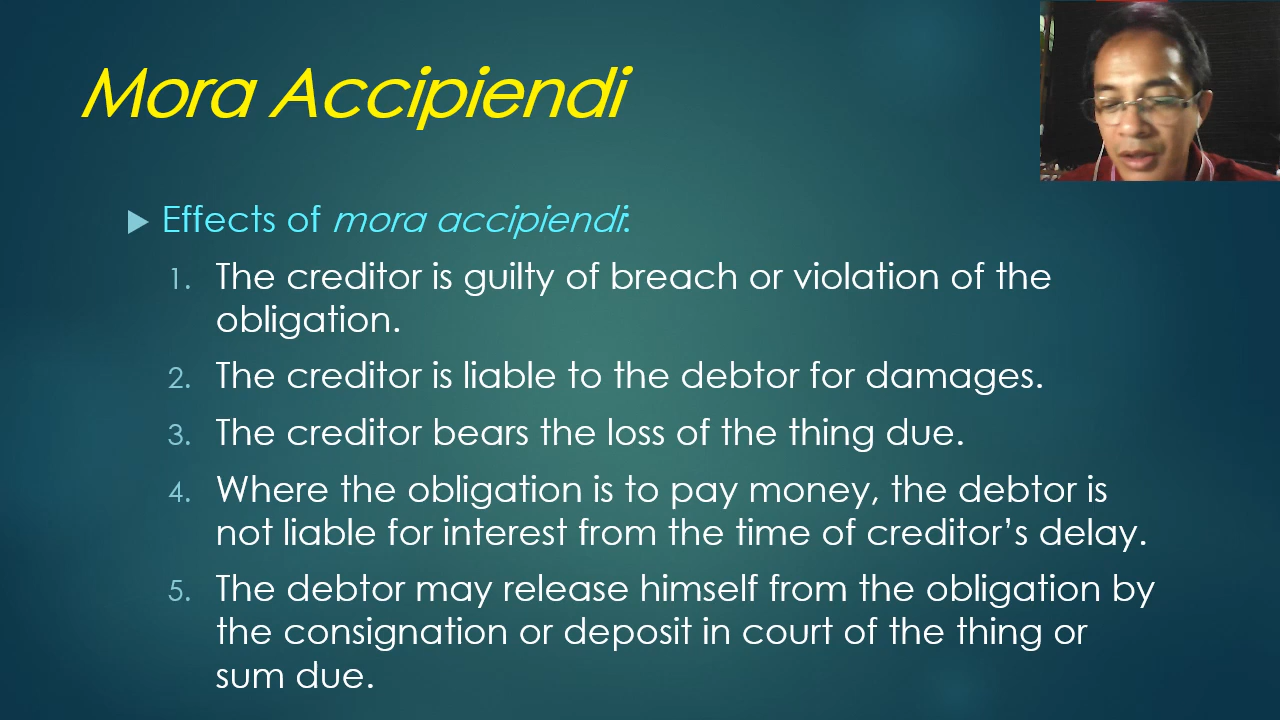 Mora Accipiendi
Effects of mora accipiendi:
1. The creditor is guilty of breach or violation of the
obligation.
2. The creditor is liable to the debtor for damages.
3. The creditor bears the loss of the thing due.
4. Where the obligation is to pay money, the debtor is
not liable for interest from the time of creditor’s delay.
5. The debtor may release himself from the obligation by
the consignation or deposit in court of the thing or
sum due.